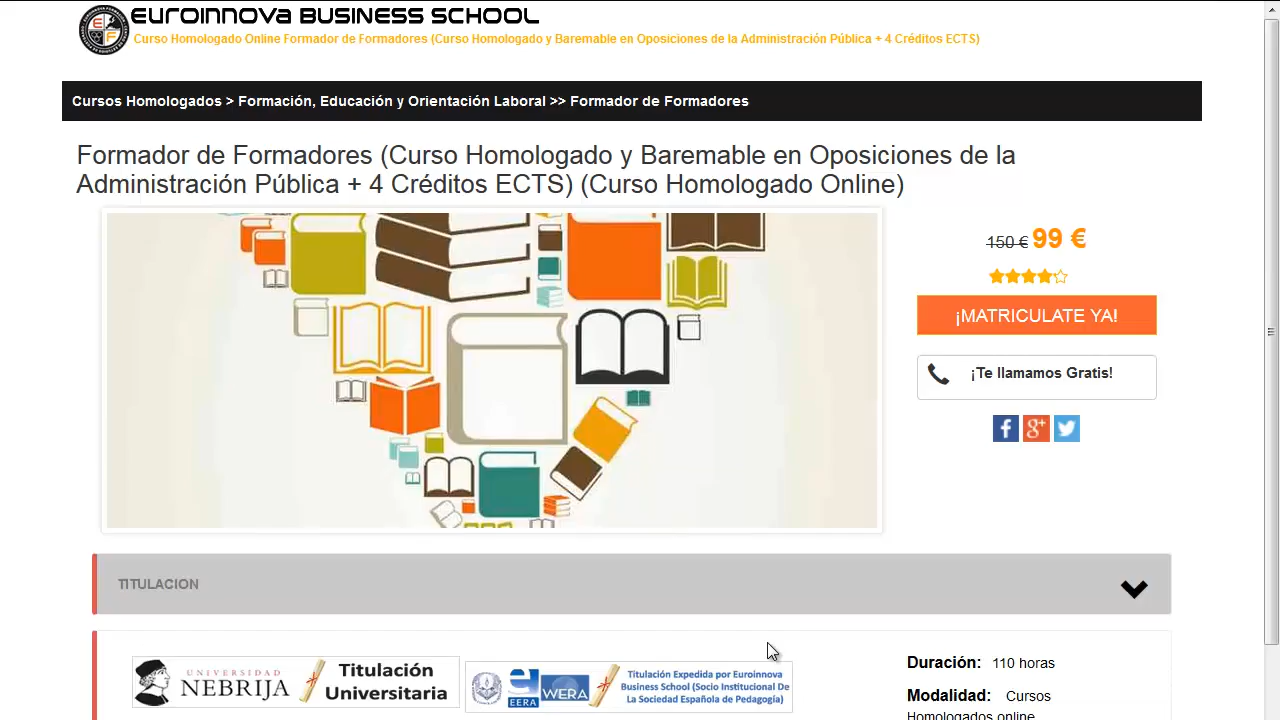 EUROINNOVA BUSINESS SCHOOL
Curso Homologado Online Formador de Formadores (Curso Homologado y Baremable en Oposiciones de la Administración Pública + 4 Créditos ECTS)
Cursos Homologados > Formación, Educación y Orientación Laboral >> Formador de Formadores
Formador de Formadores (Curso Homologado y Baremable en Oposiciones de la
Administración Pública + 4 Créditos ECTS) (Curso Homologado Online)
150 € 99 €
¡MATRICULATE YA!
¡Te llamamos Gratis!
TITULACION
UNIVERSIDAD
NEBRIJA
Titulación
Universitaria
EERA
WERA
Titulación Expedida por Euroinnova
Business School (Socio Institucional De
La Sociedad Española de Pedagogía)
Duración: 110 horas
Modalidad: Cursos
Homologados online